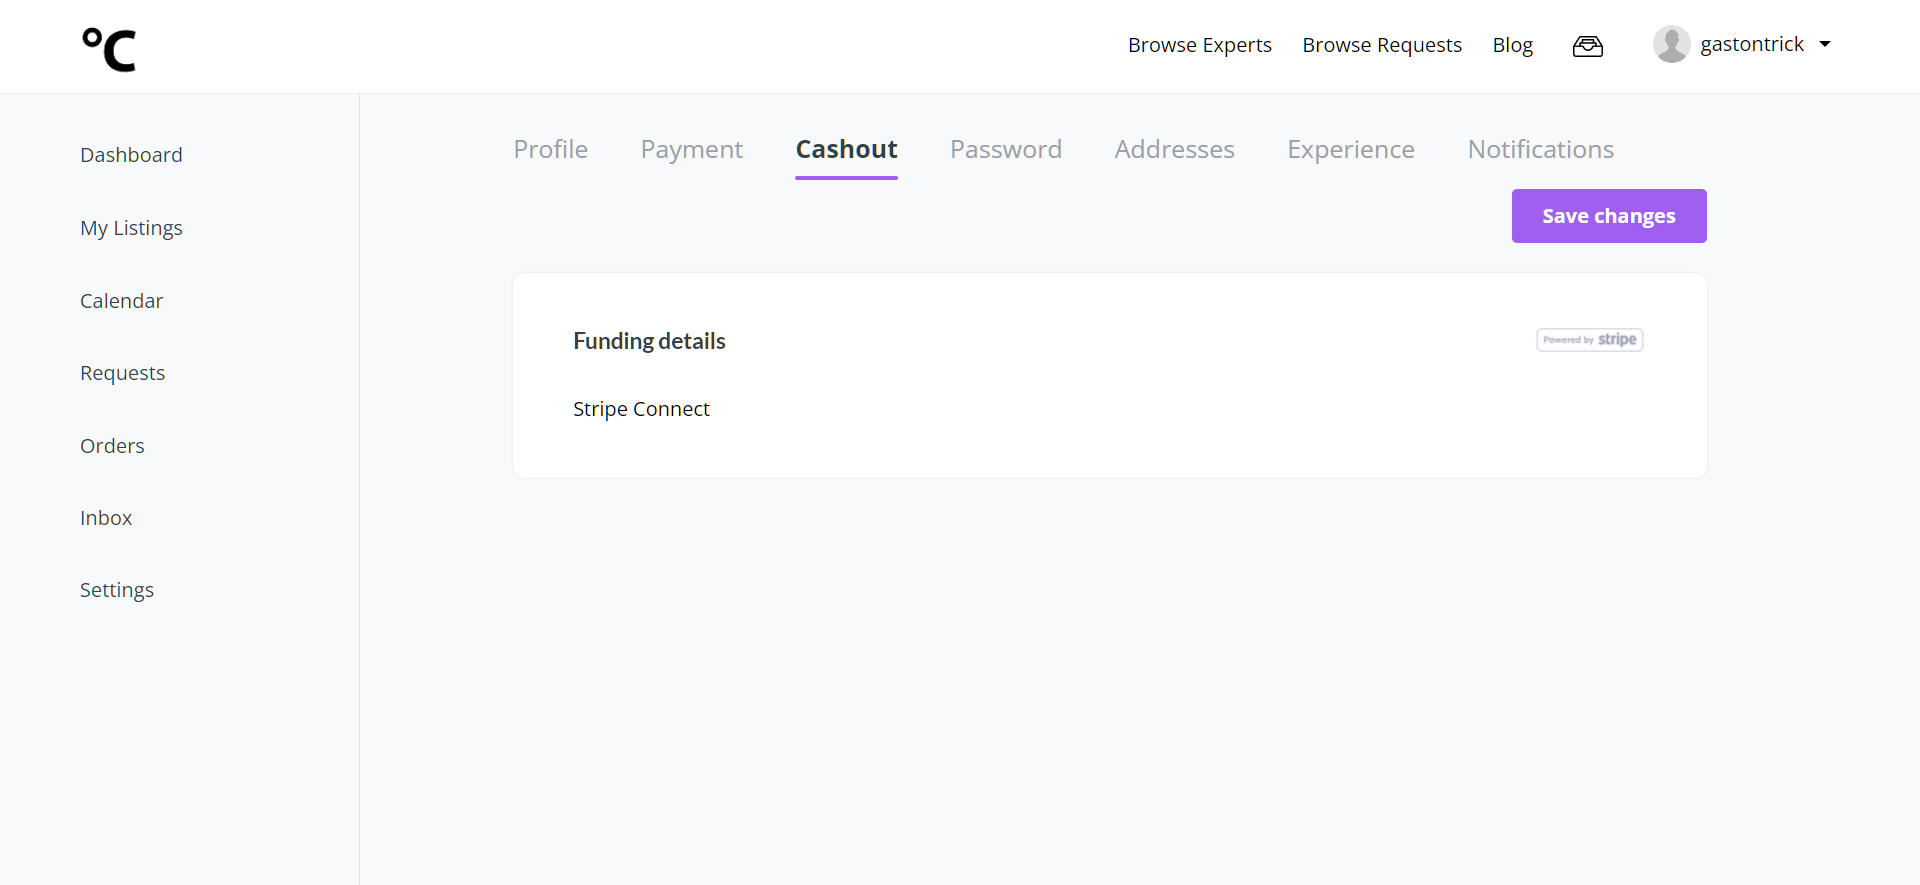 °C
Browse Experts Browse Requests Blog gastontrick
Dashboard
My Listings
Calendar
Requests
Orders
Inbox
Settings
Profile Payment Cashout Password Addresses Experience Notifications
Save changes
Funding details Powered by stripe
Stripe Connect